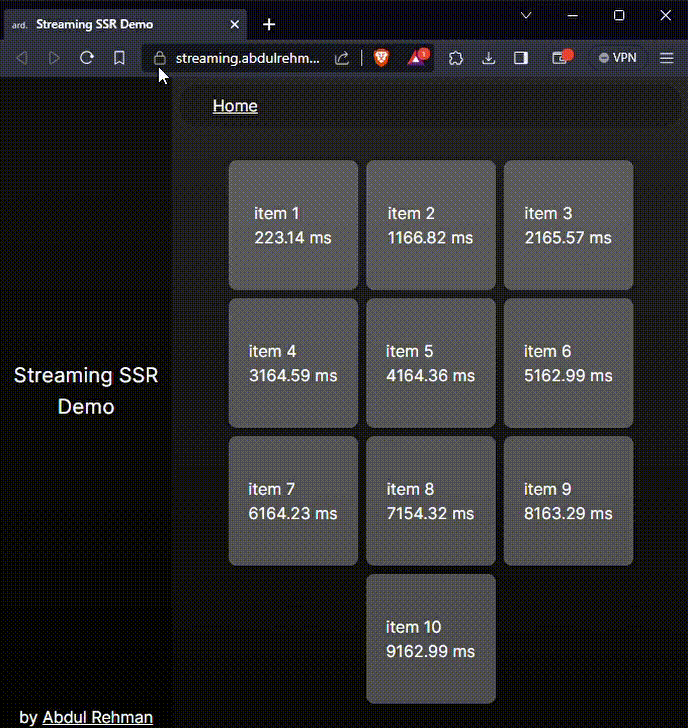 ard. Streaming SSR Demo
streaming.abdulrehm...
1
VPN
Home
item 1
223.14 ms
item 2
1166.82 ms
item 3
2165.57 ms
item 4
3164.59 ms
item 5
4164.36 ms
item 6
5162.99 ms
Streaming SSR
Demo
item 7
6164.23 ms
item 8
7154.32 ms
item 9
8163.29 ms
item 10
9162.99 ms
by Abdul Rehman